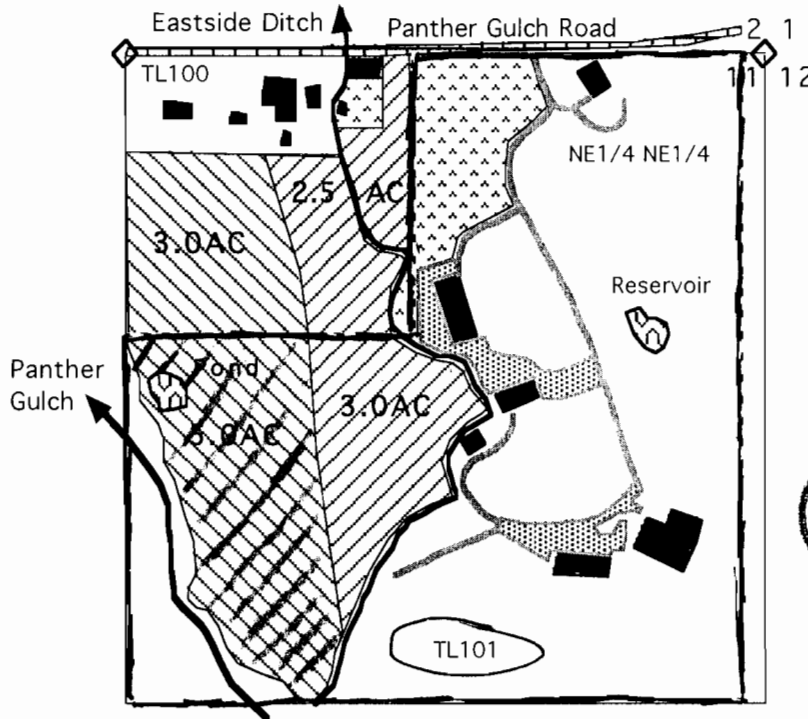 Eastside Ditch
Panther Gulch Road
2 1
11 12
TL100
NE1/4 NE1/4
2.5 AC
3.0AC
Reservoir
Panther
Gulch
Pond
3.0AC
TL101